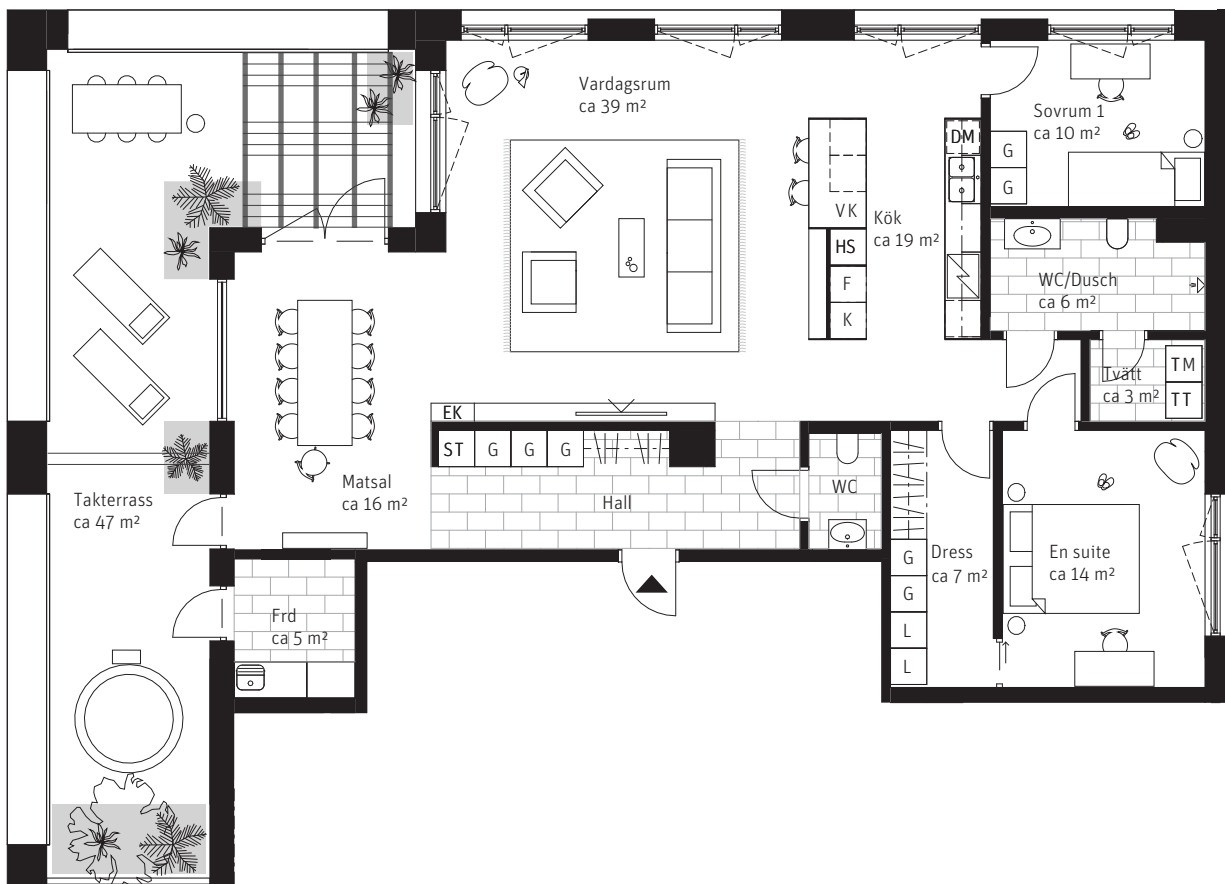 Vardagsrum
ca 39 m²
Sovrum 1
ca 10 m²
DM
G
G
VK
Kök
ca 19 m²
HS
F
K
WC/Dusch
ca 6 m²
Tvätt
ca 3 m²
TM
TT
EK
ST
G
G
G
Matsal
ca 16 m²
Hall
WC
Takterrass
ca 47 m²
Dress
ca 7 m²
G
G
L
L
En suite
ca 14 m²
Frd
ca 5 m²